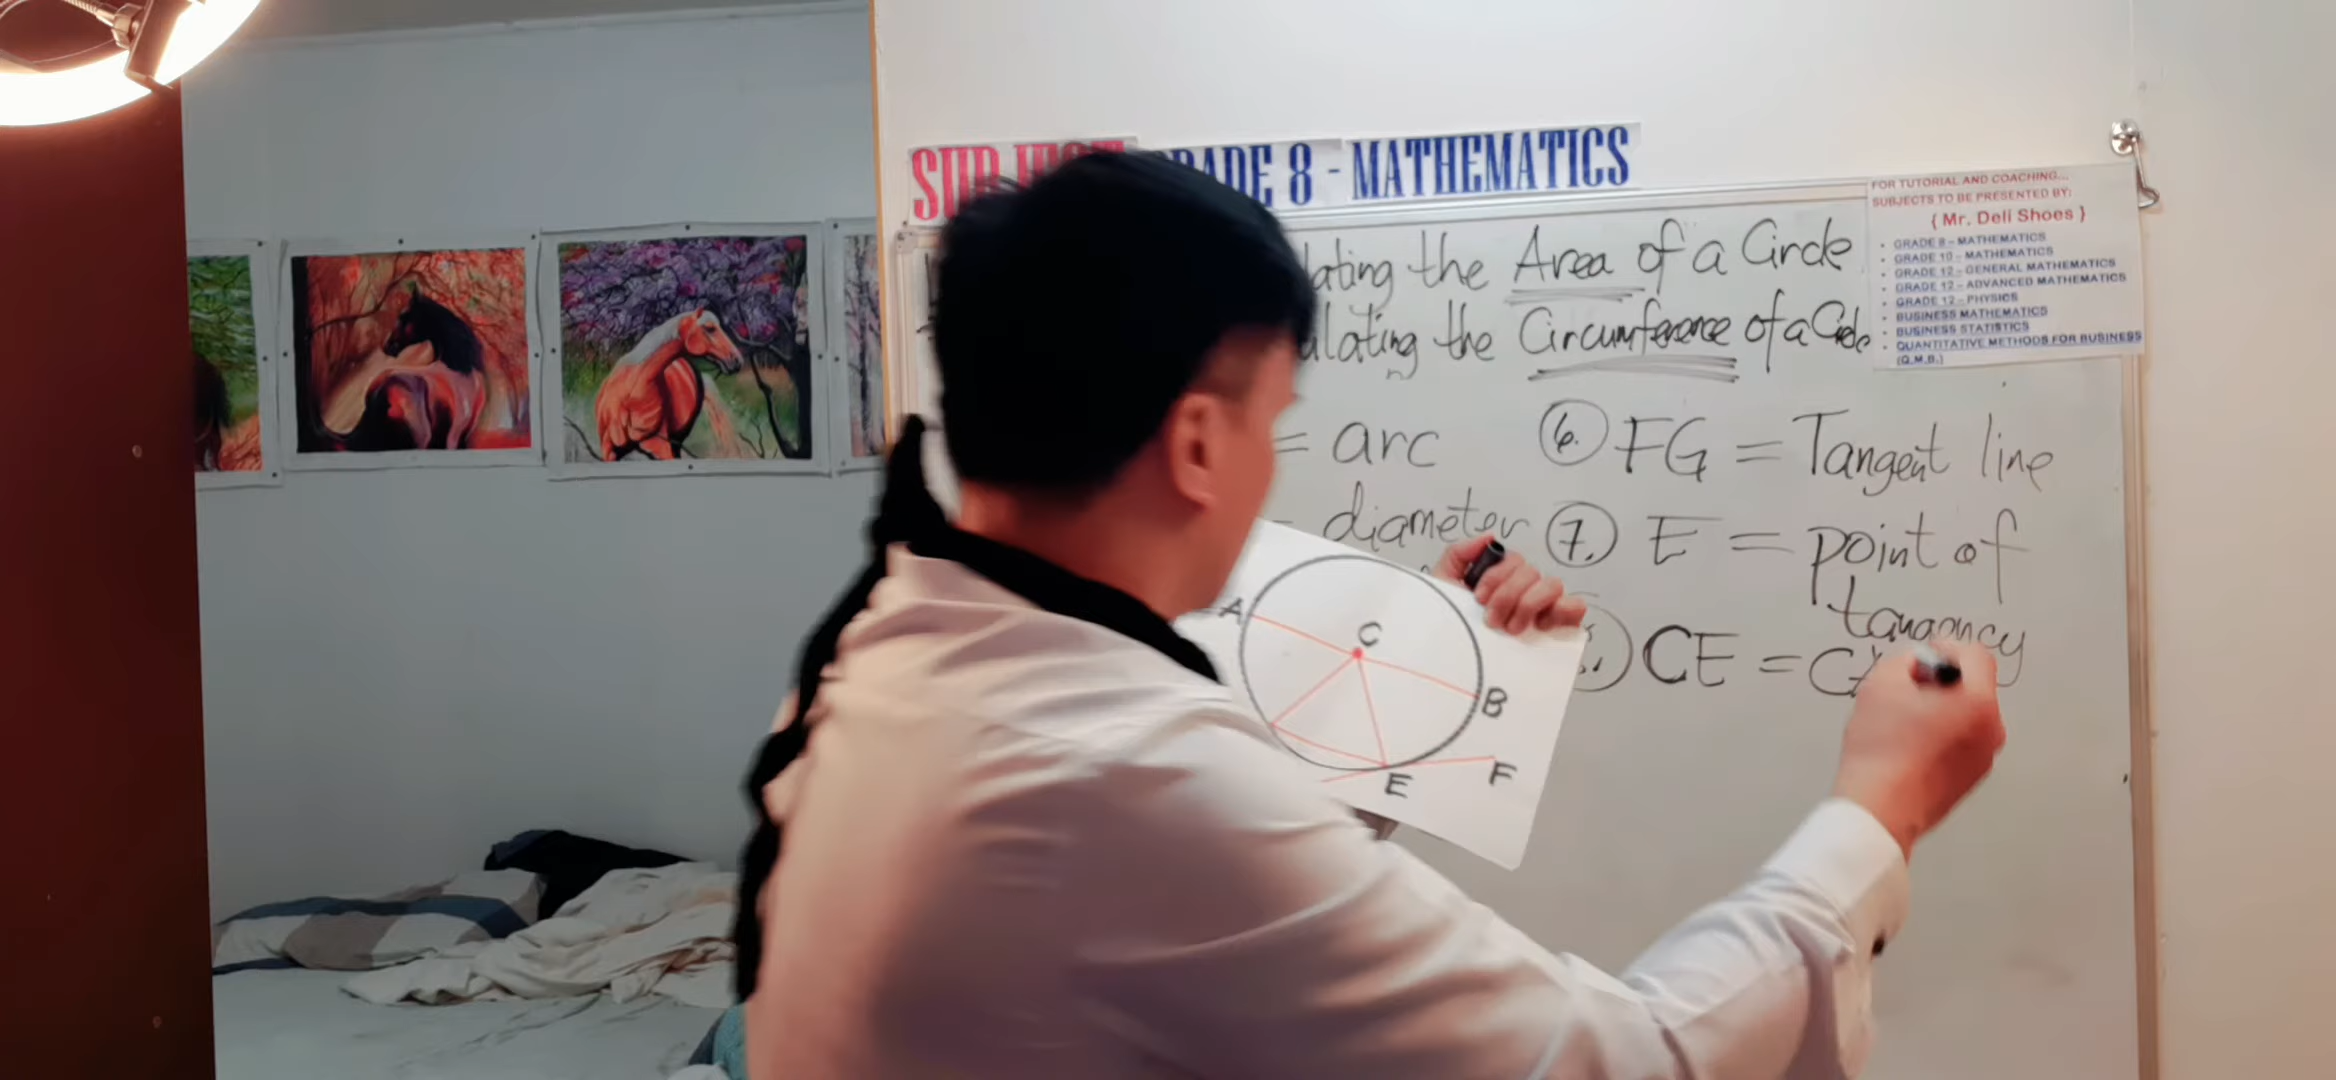 GRADE 8 - MATHEMATICS
FOR TUTORIAL AND COACHING...
SUBJECTS TO BE PRESENTED BY:
{ Mr. Deli Shoes }
• GRADE 8 - MATHEMATICS
• GRADE 10 - MATHEMATICS
• GRADE 12 - GENERAL MATHEMATICS
• GRADE 12 - ADVANCED MATHEMATICS
• GRADE 12 - PHYSICS
• BUSINESS MATHEMATICS
• BUSINESS STATISTICS
• QUANTITATIVE METHODS FOR BUSINESS
(Q.M.B.)
the Area of a Circle
the Circumference of a Circle
= arc
diameter
6. FG = Tangent line
7. E = point of
tangency
CE =
A
C
B
E
F